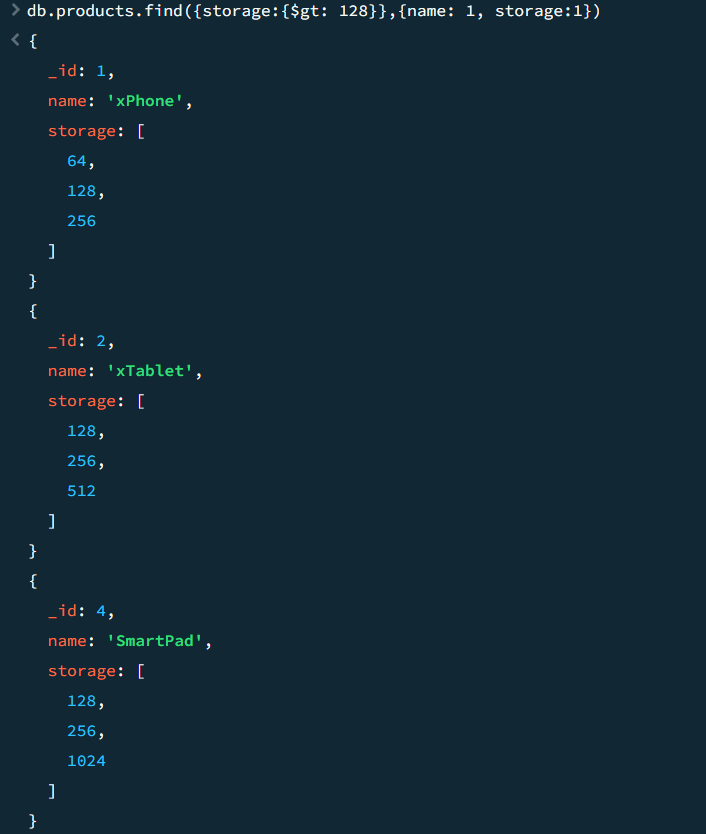 > db.products.find({storage:{$gt: 128}},{name: 1, storage:1})
< {
_id: 1,
name: 'xPhone',
storage: [
64,
128,
256
]
}
{
_id: 2,
name: 'xTablet',
storage: [
128,
256,
512
]
}
{
_id: 4,
name: 'SmartPad',
storage: [
128,
256,
1024
]
}